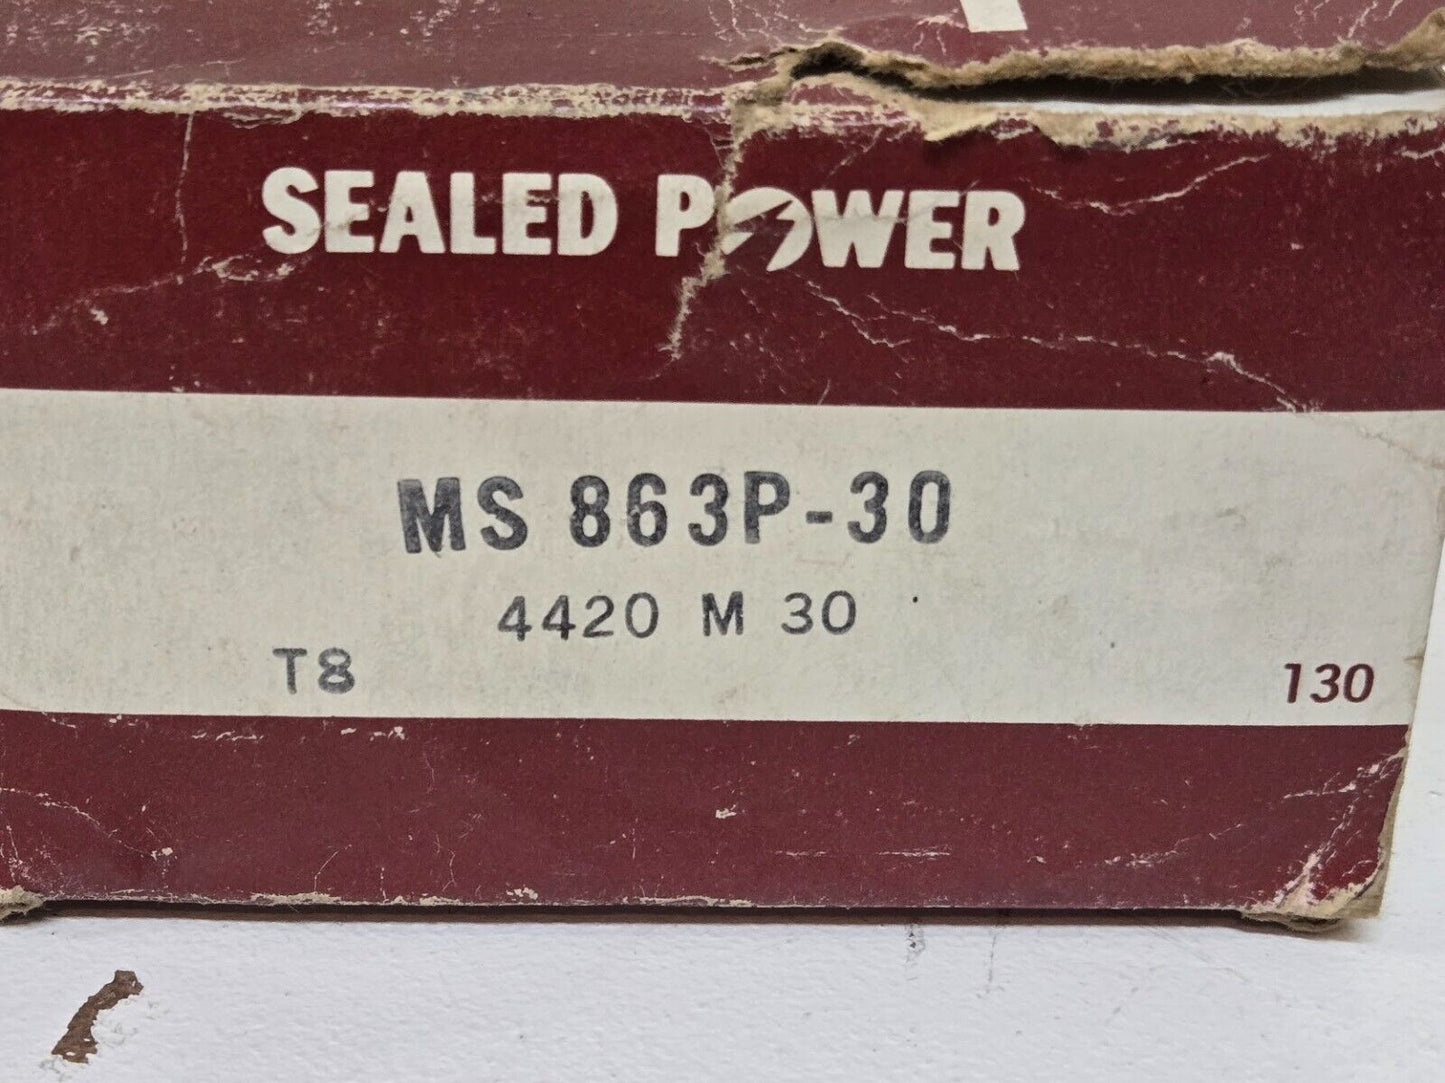 SEALED POWER
MS 863P-30
4420 M 30
T8
130